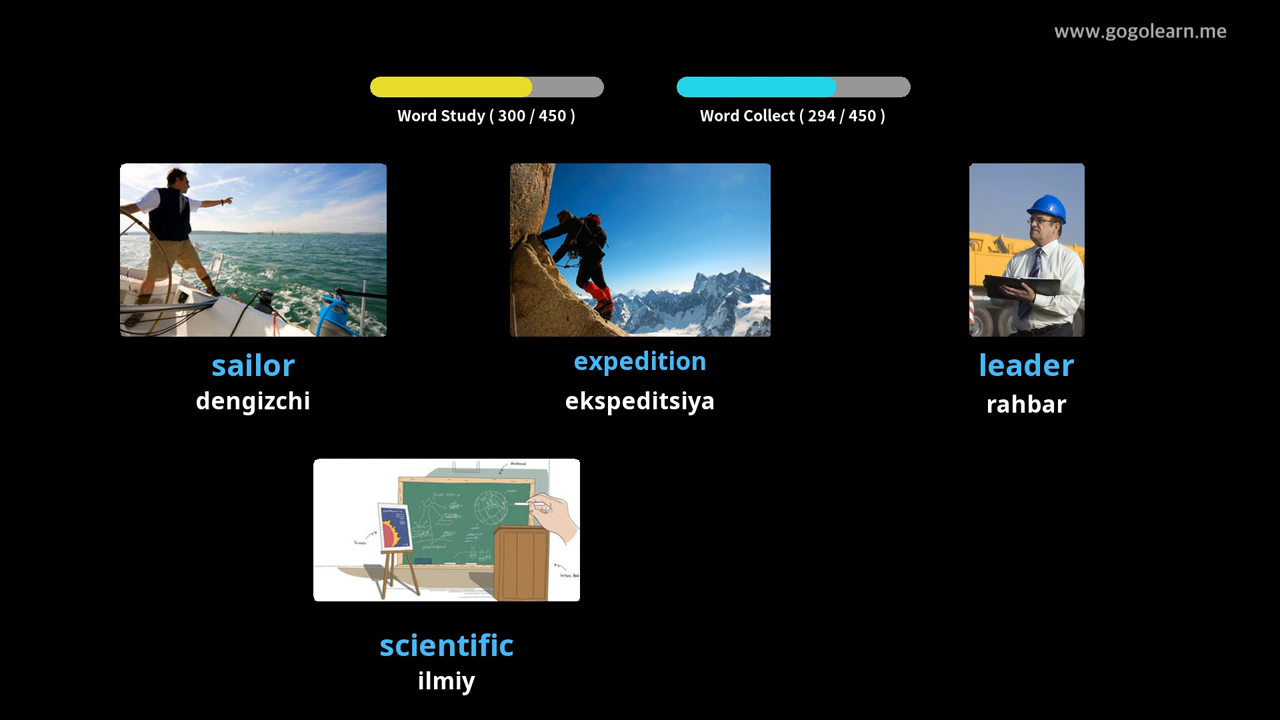 www.gogolearn.me
Word Study ( 300 / 450 )
Word Collect ( 294 / 450 )
sailor
dengizchi
expedition
ekspeditsiya
leader
rahbar
scientific
ilmiy